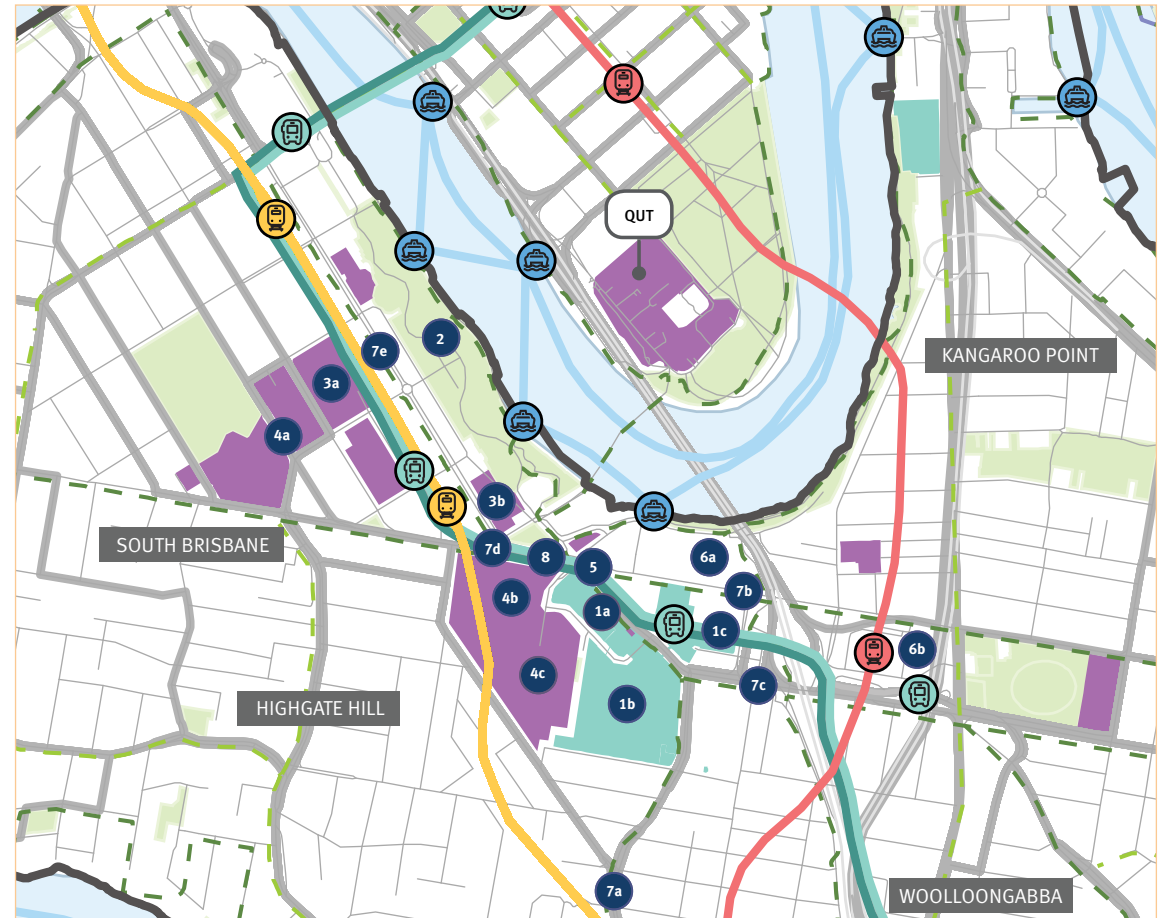 QUT
2
7e
KANGAROO POINT
3a
4a
3b
SOUTH BRISBANE
7d
8
5
6a
7b
4b
1a
1c
6b
4c
7c
1b
HIGHGATE HILL
7a
WOOLLOONGABBA